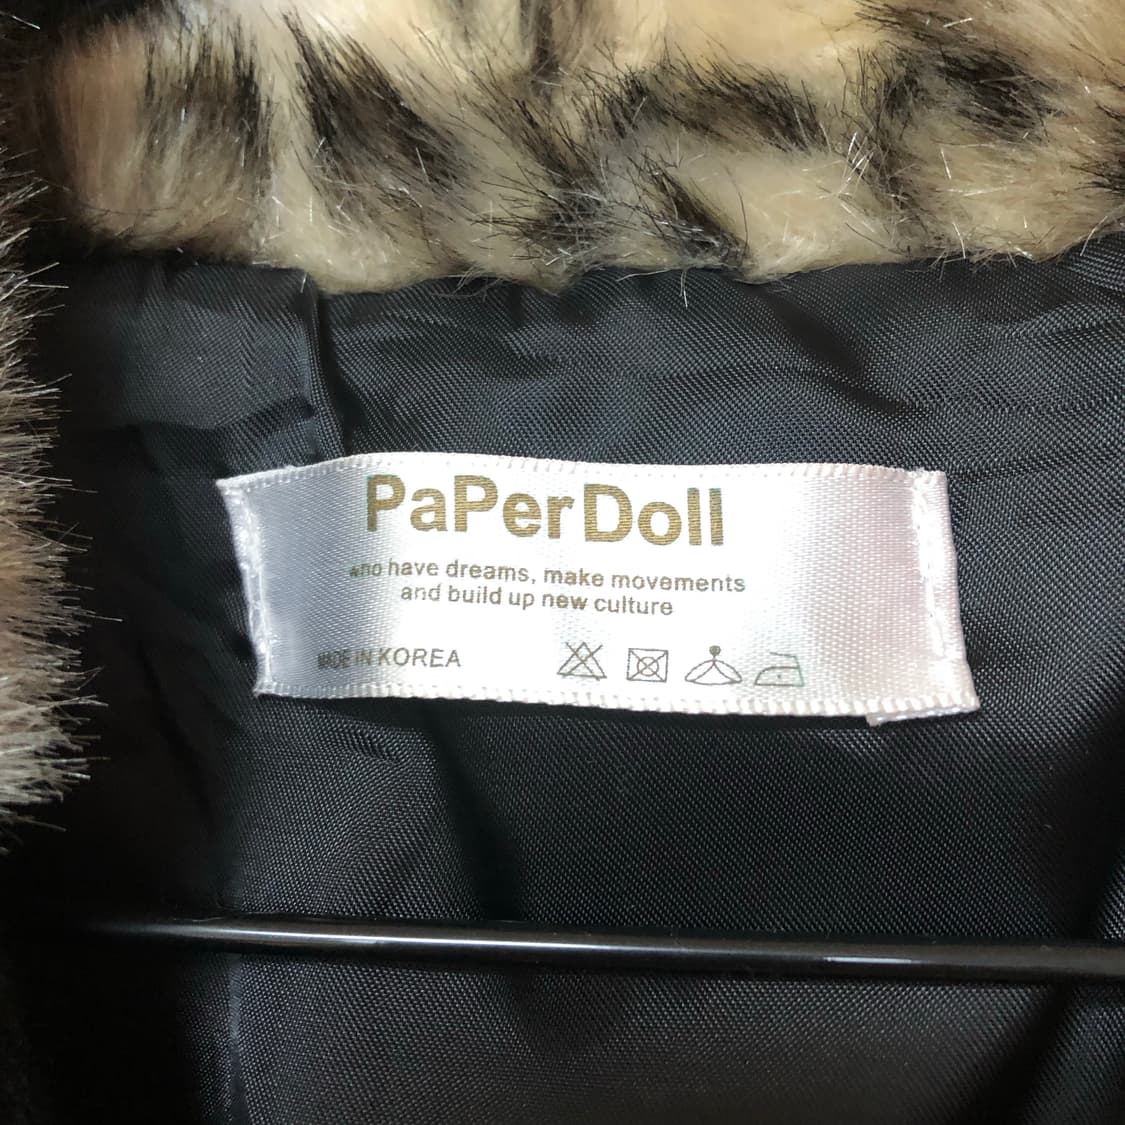 PaPerDoll
who have dreams, make movements
and build up new culture
MADE IN KOREA